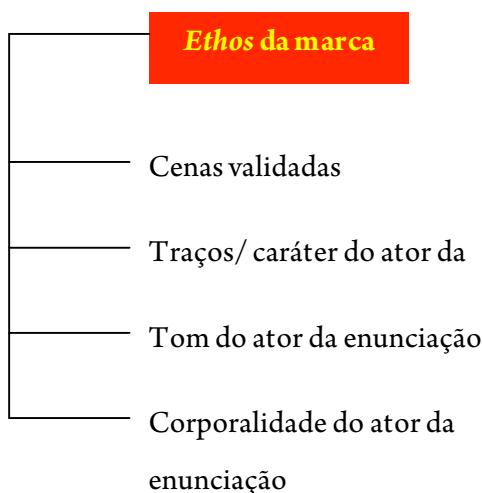 Ethos da marca
Cenas validadas
Traços/ caráter do ator da
Tom do ator da enunciação
Corporalidade do ator da
enunciação